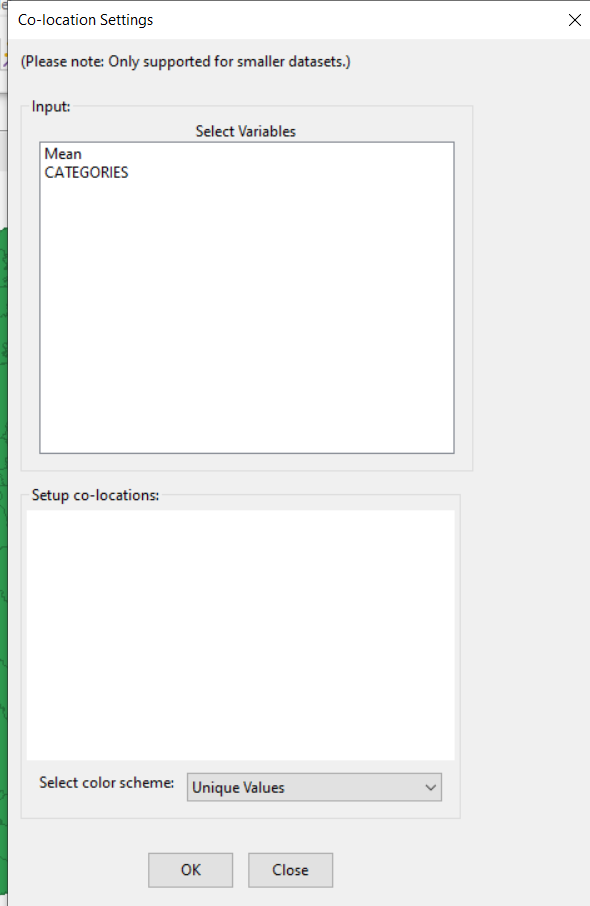 Co-location Settings
(Please note: Only supported for smaller datasets.)
Input:
Select Variables
Mean
CATEGORIES
Setup co-locations:
Select color scheme:
Unique Values
OK
Close